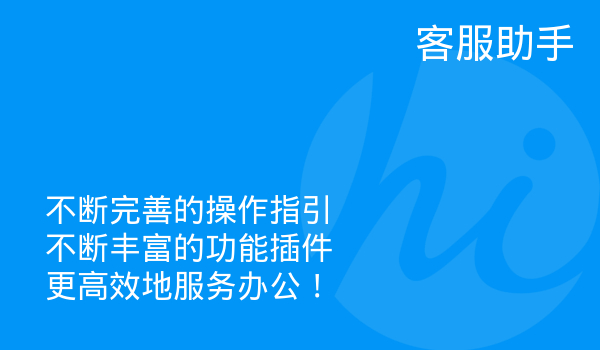 客服助手
hi
不断完善的操作指引
不断丰富的功能插件
更高效地服务办公！